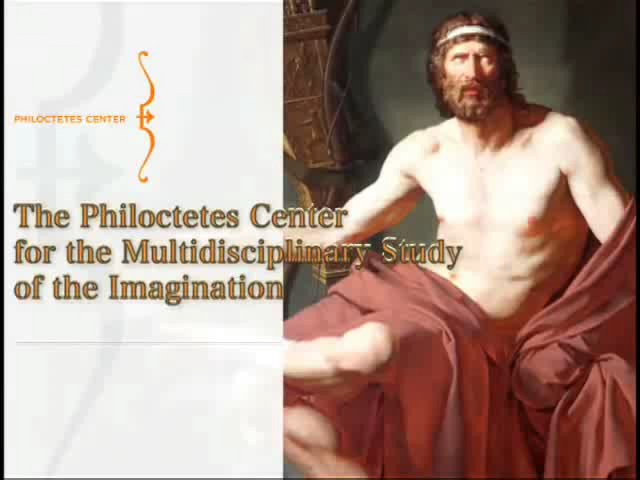 PHILOCTETES CENTER
The Philoctetes Center
for the Multidisciplinary Study
of the Imagination